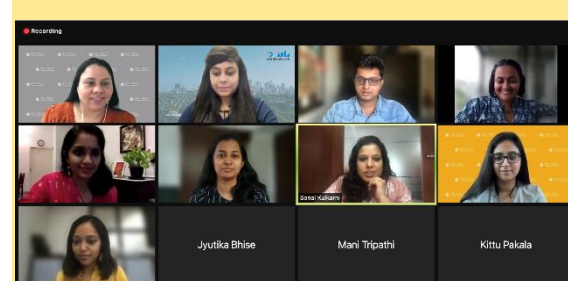 Recording
Sonal Kulkarni
Jyutika Bhise
Mani Tripathi
Kittu Pakala